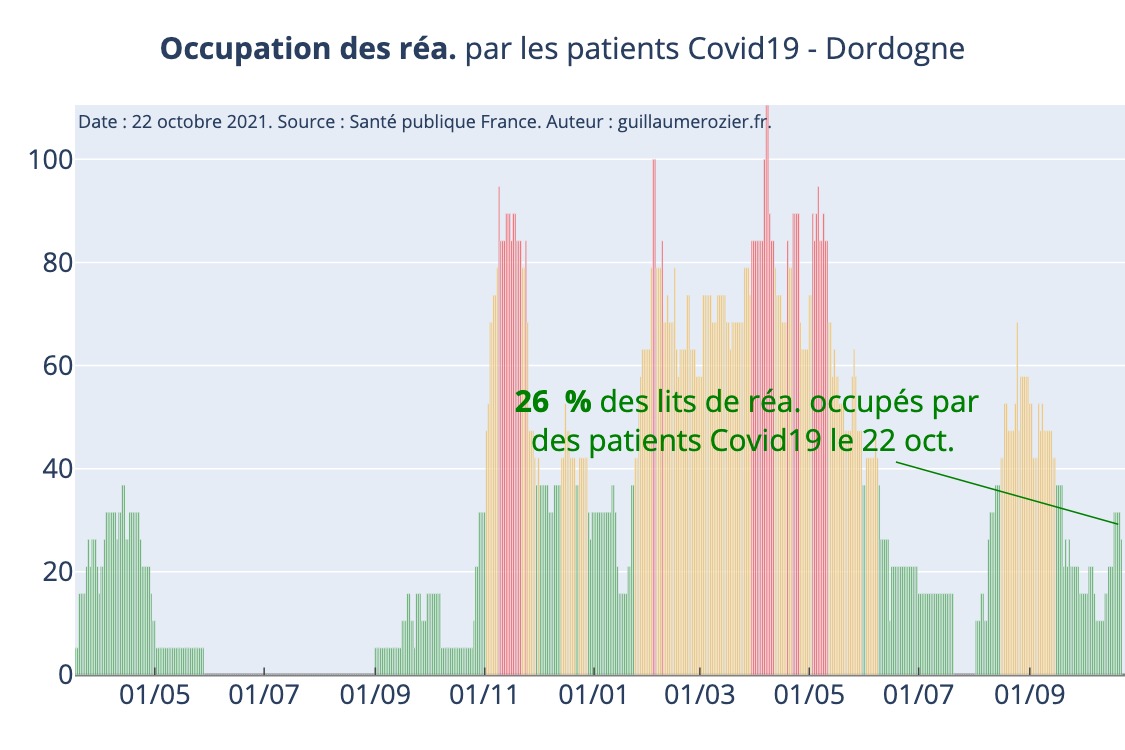 Occupation des réa. par les patients Covid19 - Dordogne
Date : 22 octobre 2021. Source : Santé publique France. Auteur : guillaumerozier.fr.
100
80
60
26  % des lits de réa. occupés par
des patients Covid19 le 22 oct.
40
20
0
01/05 01/07 01/09 01/11 01/01 01/03 01/05 01/07 01/09